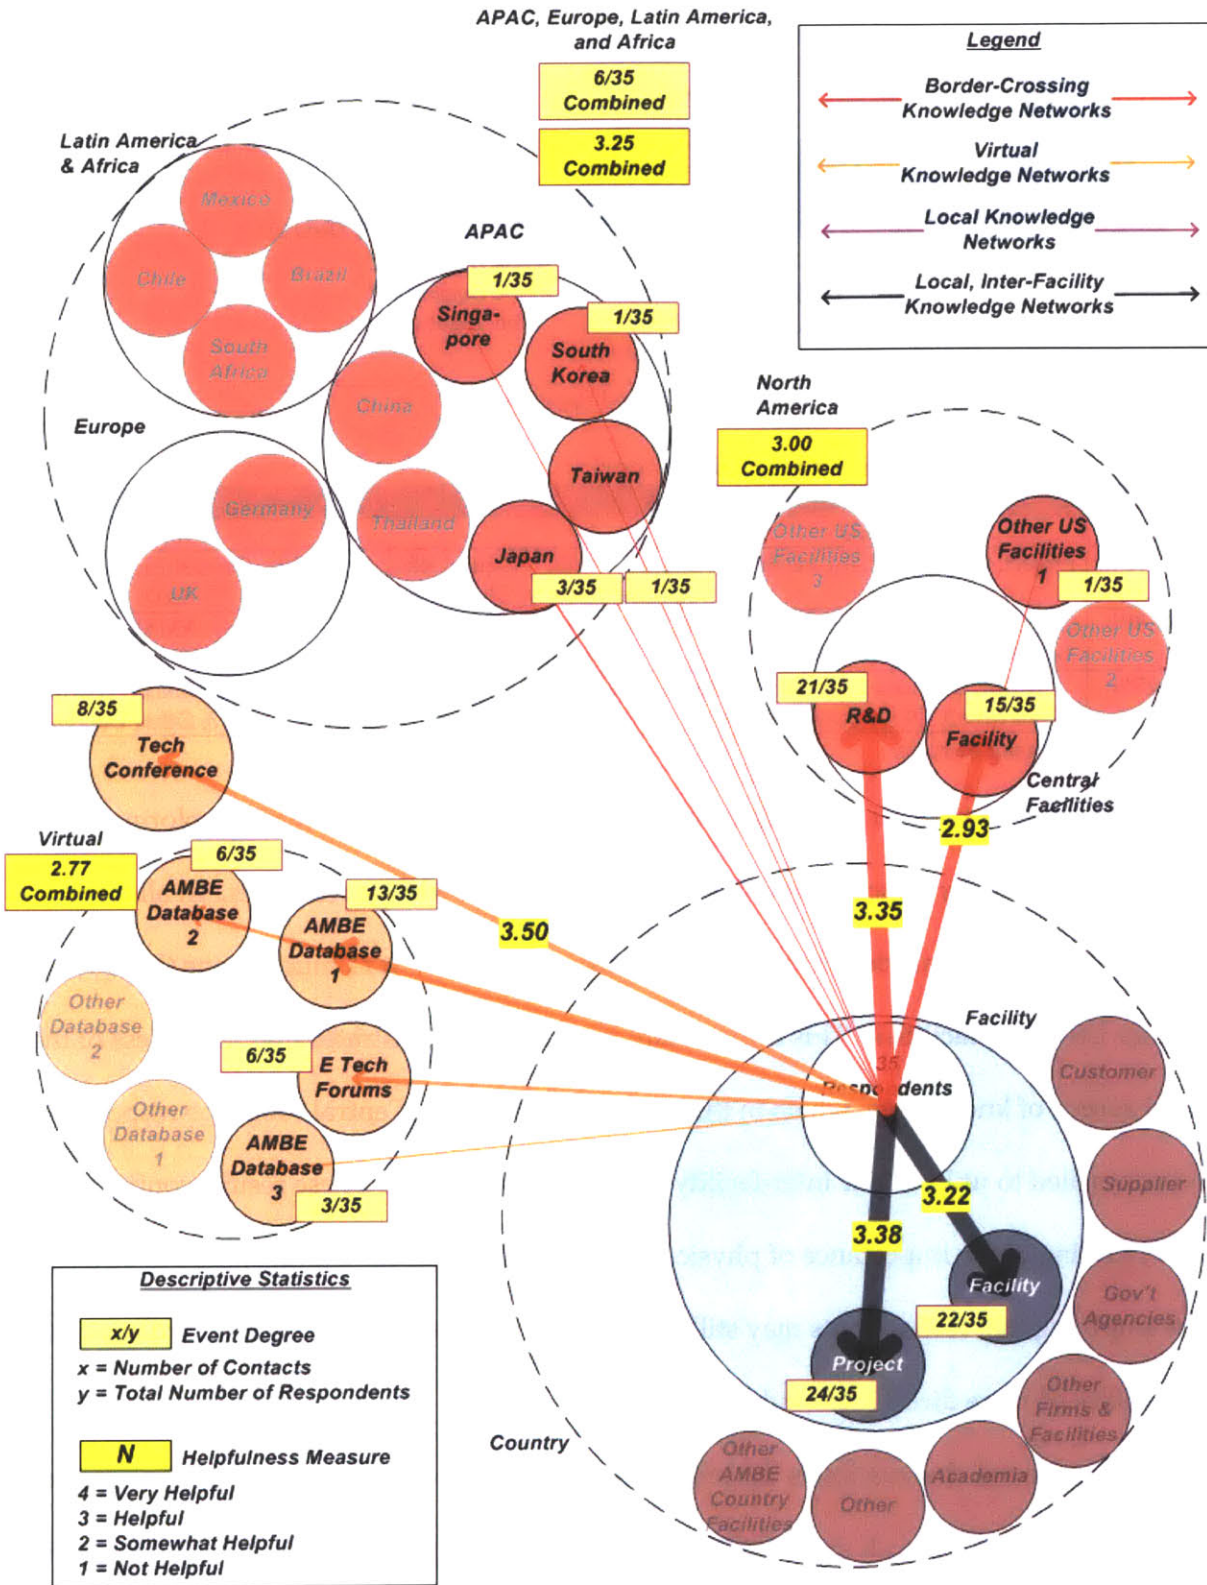 APAC, Europe, Latin America,
and Africa
6/35
Combined
3.25
Combined
Legend
Border-Crossing
Knowledge Networks
Virtual
Knowledge Networks
Local Knowledge
Networks
Local, Inter-Facility
Knowledge Networks
Latin America
& Africa
Mexico
Chile
Brazil
South
Africa
APAC
1/35
Singa-
pore
1/35
South
Korea
China
Taiwan
Thailand
Japan
3/35
1/35
Europe
Germany
UK
North
America
3.00
Combined
Other US
Facilities
3
Other US
Facilities
1
1/35
Other US
Facilities
2
21/35
R&D
15/35
Facility
Central
Facilities
2.93
3.35
8/35
Tech
Conference
Virtual
2.77
Combined
6/35
AMBE
Database
2
13/35
AMBE
Database
1
3.50
Other
Database
2
6/35
E Tech
Forums
Other
Database
1
AMBE
Database
3
3/35
Facility
35
Respondents
Customer
Supplier
3.22
3.38
Facility
Gov't
Agencies
22/35
Project
24/35
Other
Firms &
Facilities
Country
Other
AMBE
Country
Facilities
Other
Academia
Descriptive Statistics
x/y Event Degree
x = Number of Contacts
y = Total Number of Respondents
N Helpfulness Measure
4 = Very Helpful
3 = Helpful
2 = Somewhat Helpful
1 = Not Helpful